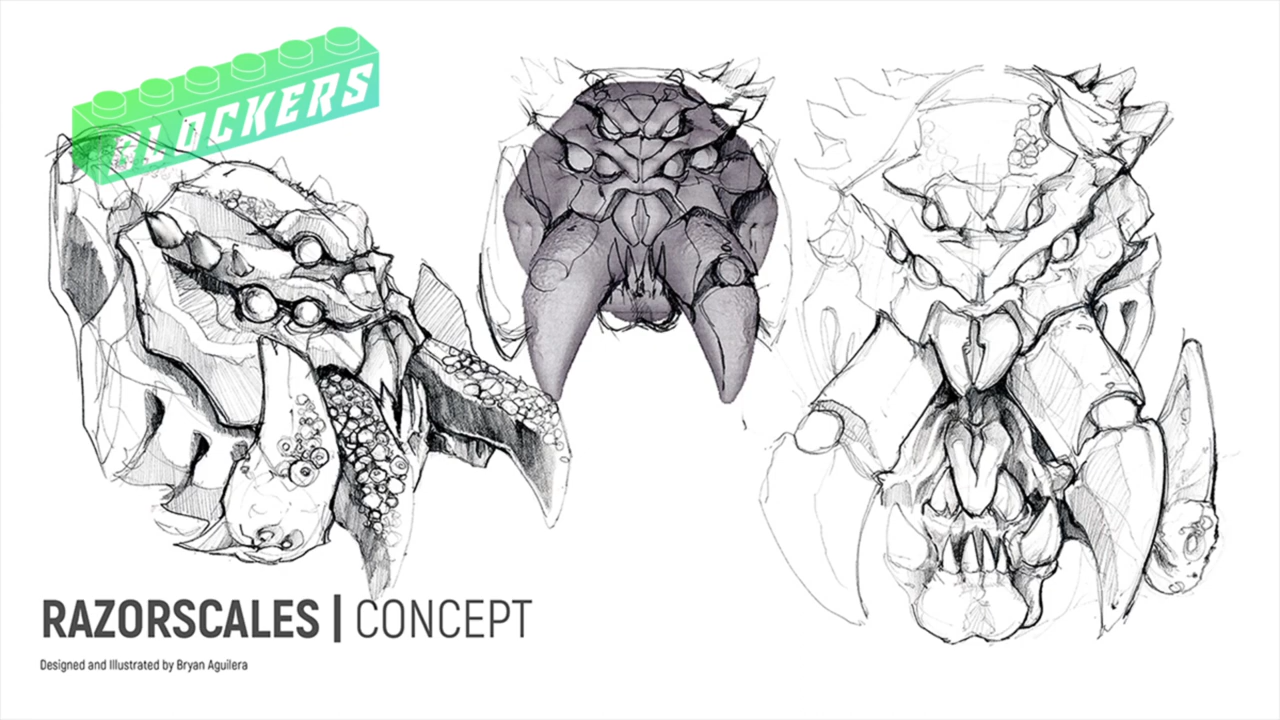 BLOCKERS
RAZORSCALES | CONCEPT
Designed and Illustrated by Bryan Aguilera